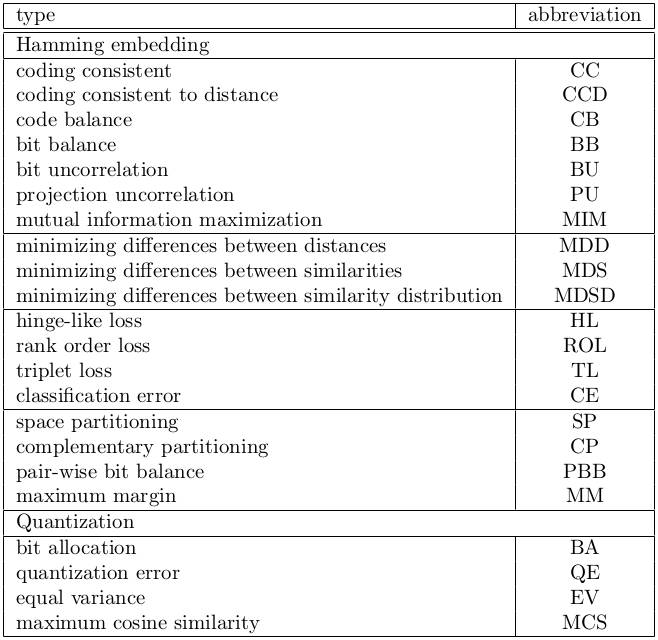 type abbreviation
Hamming embedding
coding consistent CC
coding consistent to distance CCD
code balance CB
bit balance BB
bit uncorrelation BU
projection uncorrelation PU
mutual information maximization MIM
minimizing differences between distances MDD
minimizing differences between similarities MDS
minimizing differences between similarity distribution MDSD
hinge-like loss HL
rank order loss ROL
triplet loss TL
classification error CE
space partitioning SP
complementary partitioning CP
pair-wise bit balance PBB
maximum margin MM
Quantization
bit allocation BA
quantization error QE
equal variance EV
maximum cosine similarity MCS